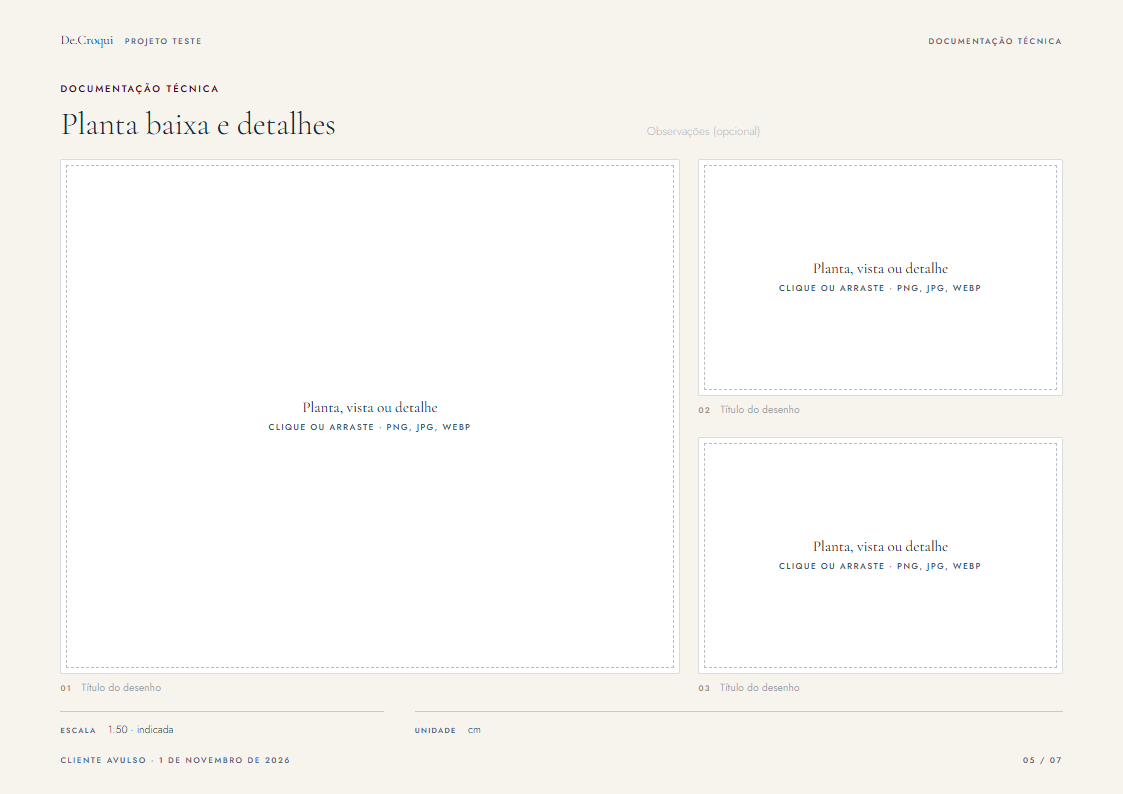 De.Croqui PROJETO TESTE
DOCUMENTAÇÃO TÉCNICA
DOCUMENTAÇÃO TÉCNICA
Planta baixa e detalhes
Observações (opcional)
Planta, vista ou detalhe
CLIQUE OU ARRASTE · PNG, JPG, WEBP
01 Título do desenho
Planta, vista ou detalhe
CLIQUE OU ARRASTE · PNG, JPG, WEBP
02 Título do desenho
Planta, vista ou detalhe
CLIQUE OU ARRASTE · PNG, JPG, WEBP
03 Título do desenho
ESCALA 1:50 · indicada
UNIDADE cm
CLIENTE AVULSO · 1 DE NOVEMBRO DE 2026
05 / 07